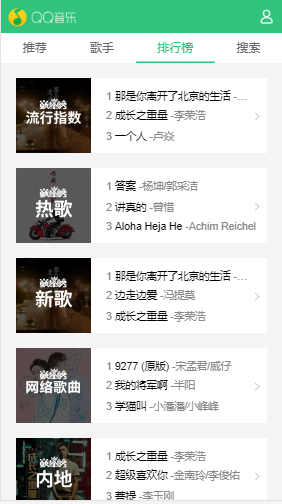 QQ音乐
推荐 歌手 排行榜 搜索
巅峰榜
流行指数
1 那是你离开了北京的生活 -...
2 成长之重量 -李荣浩
3 一个人 -卢焱
巅峰榜
热歌
1 答案 -杨坤/郭采洁
2 讲真的 -曾惜
3 Aloha Heja He -Achim Reichel
巅峰榜
新歌
1 那是你离开了北京的生活 -...
2 边走边爱 -冯提莫
3 成长之重量 -李荣浩
巅峰榜
网络歌曲
1 9277 (原版) -宋孟君/威仔
2 我的将军啊 -半阳
3 学猫叫 -小潘潘/小峰峰
巅峰榜
内地
1 成长之重量 -李荣浩
2 超级喜欢你 -金南玲/李俊佑
3 菩提 -李玉刚